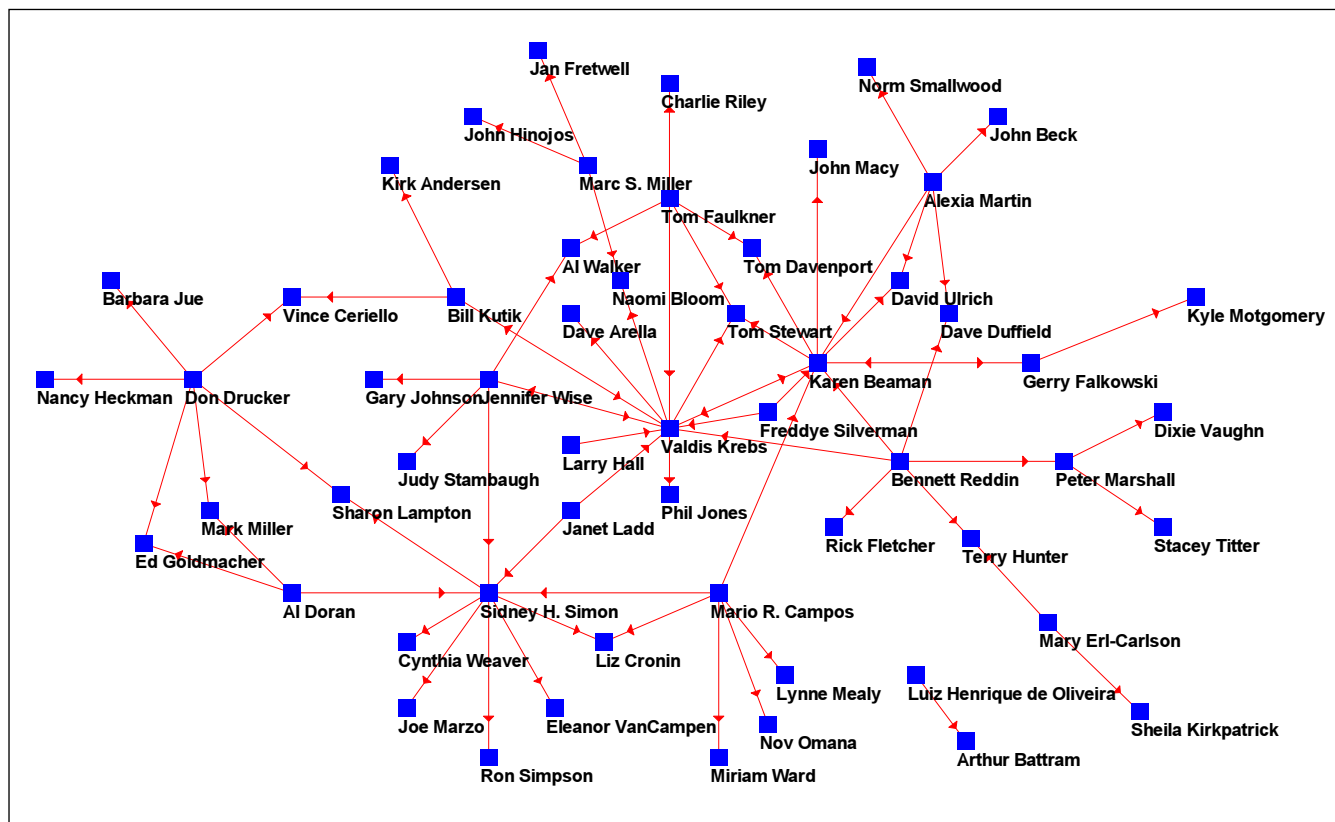 Jan Fretwell
Norm Smallwood
Charlie Riley
John Hinojos
John Beck
John Macy
Kirk Andersen
Marc S. Miller
Alexia Martin
Tom Faulkner
Al Walker
Tom Davenport
Barbara Jue
Naomi Bloom
David Ulrich
Vince Ceriello
Bill Kutik
Dave Arella
Tom Stewart
Dave Duffield
Kyle Motgomery
Nancy Heckman
Don Drucker
Gary Johnson
Jennifer Wise
Karen Beaman
Gerry Falkowski
Freddye Silverman
Dixie Vaughn
Larry Hall
Valdis Krebs
Judy Stambaugh
Bennett Reddin
Peter Marshall
Sharon Lampton
Mark Miller
Janet Ladd
Phil Jones
Rick Fletcher
Stacey Titter
Ed Goldmacher
Terry Hunter
Al Doran
Sidney H. Simon
Mario R. Campos
Mary Erl-Carlson
Cynthia Weaver
Liz Cronin
Lynne Mealy
Luiz Henrique de Oliveira
Joe Marzo
Eleanor VanCampen
Sheila Kirkpatrick
Nov Omana
Arthur Battram
Ron Simpson
Miriam Ward